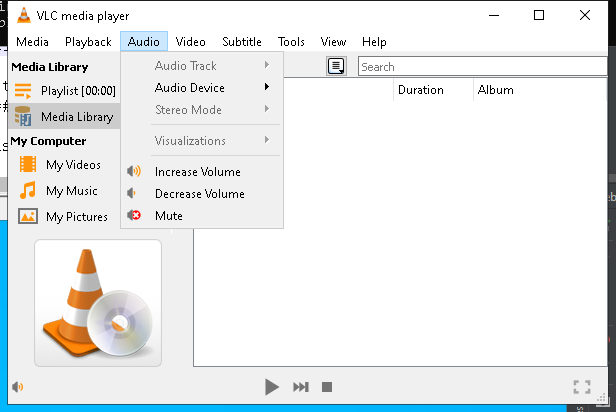 VLC media player
Media Playback Audio Video Subtitle Tools View Help
Media Library
Playlist [00:00]
Media Library
My Computer
My Videos
My Music
My Pictures
Audio Track
Audio Device
Stereo Mode
Visualizations
Increase Volume
Decrease Volume
Mute
Search
Duration Album